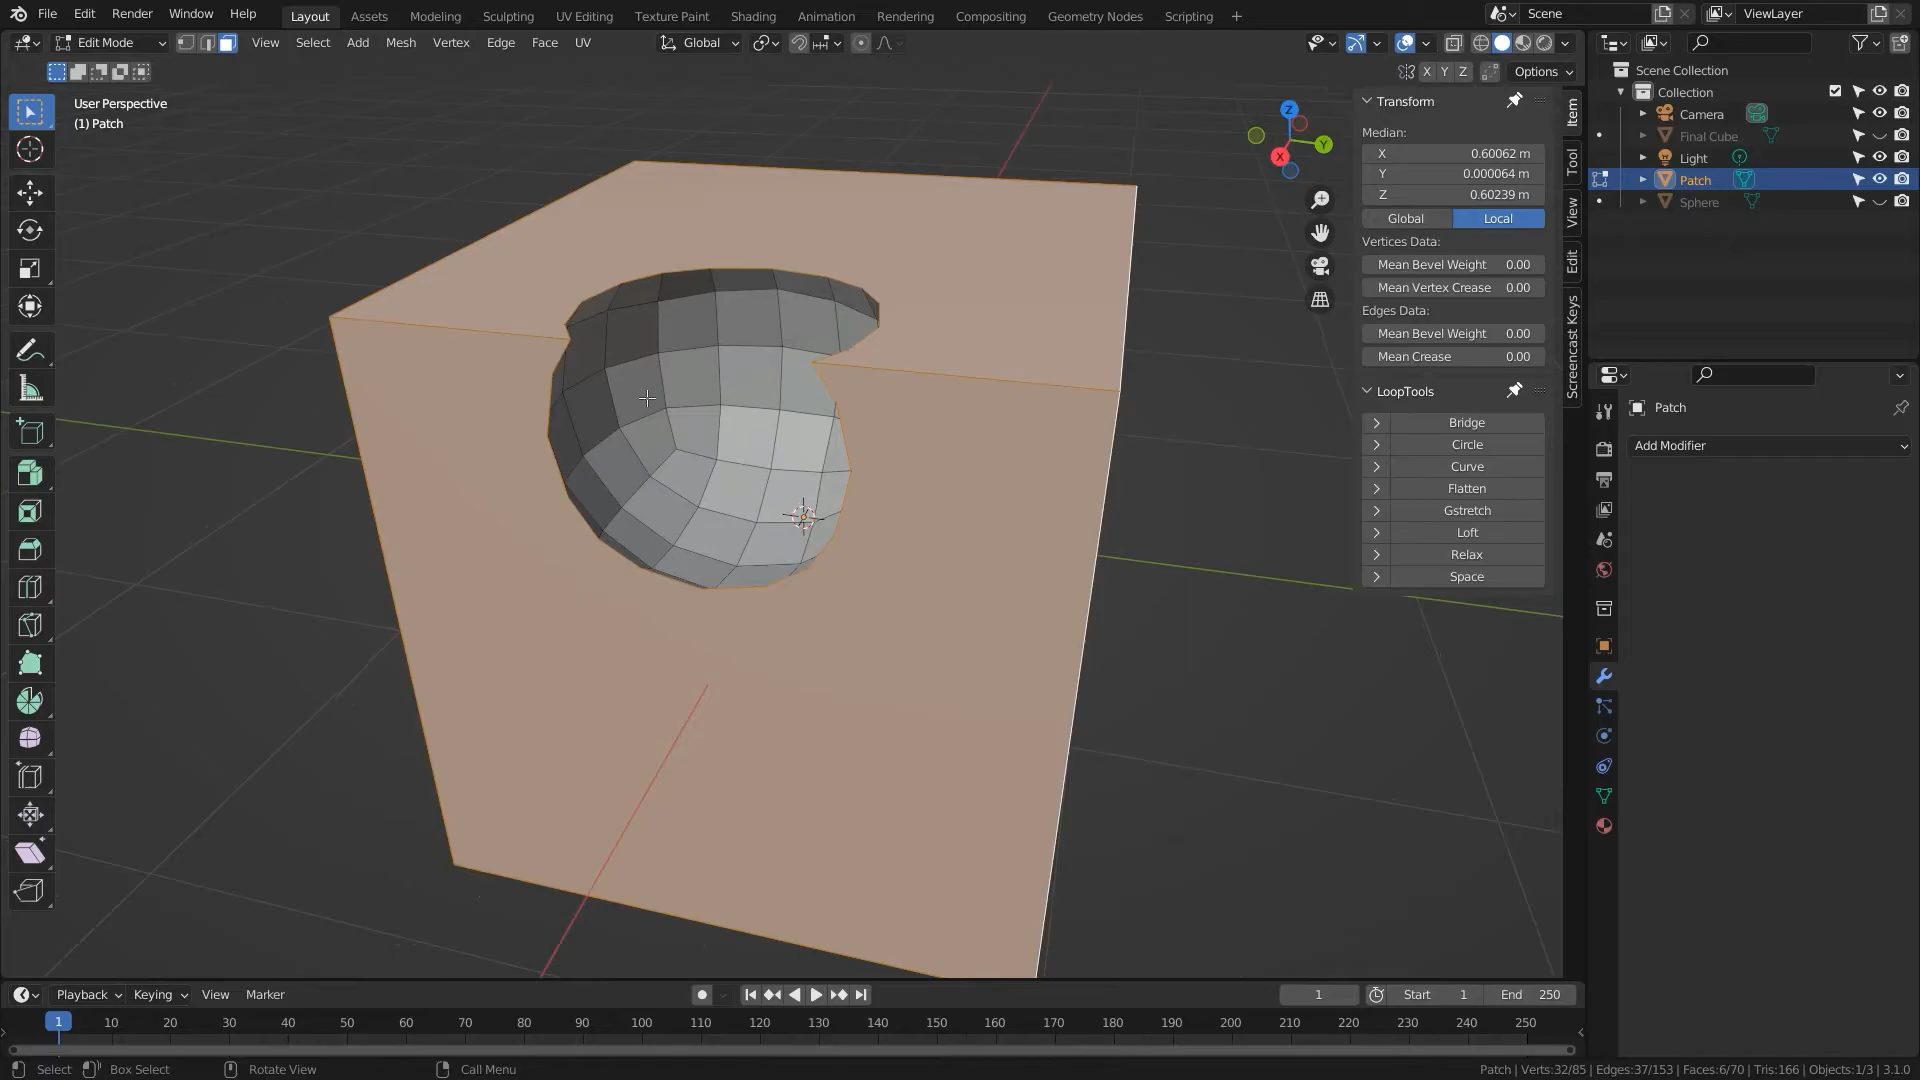 File Edit Render Window Help Layout Assets Modeling Sculpting UV Editing Texture Paint Shading Animation Rendering Compositing Geometry Nodes Scripting + Scene ViewLayer
Edit Mode View Select Add Mesh Vertex Edge Face UV Global
X Y Z Options
User Perspective
(1) Patch
Z
Y
X
Transform
Median:
X 0.60062 m
Y 0.000064 m
Z 0.60239 m
Global Local
Vertices Data:
Mean Bevel Weight 0.00
Mean Vertex Crease 0.00
Edges Data:
Mean Bevel Weight 0.00
Mean Crease 0.00
LoopTools
Bridge
Circle
Curve
Flatten
Gstretch
Loft
Relax
Space
Item
Tool
View
Edit
Screencast Keys
Scene Collection
Collection
Camera
Final Cube
Light
Patch
Sphere
Patch
Add Modifier
Playback Keying View Marker 1 Start 1 End 250
1 10 20 30 40 50 60 70 80 90 100 110 120 130 140 150 160 170 180 190 200 210 220 230 240 250
Select Box Select Rotate View Call Menu Patch | Verts:32/85 | Edges:37/153 | Faces:6/70 | Tris:166 | Objects:1/3 | 3.1.0